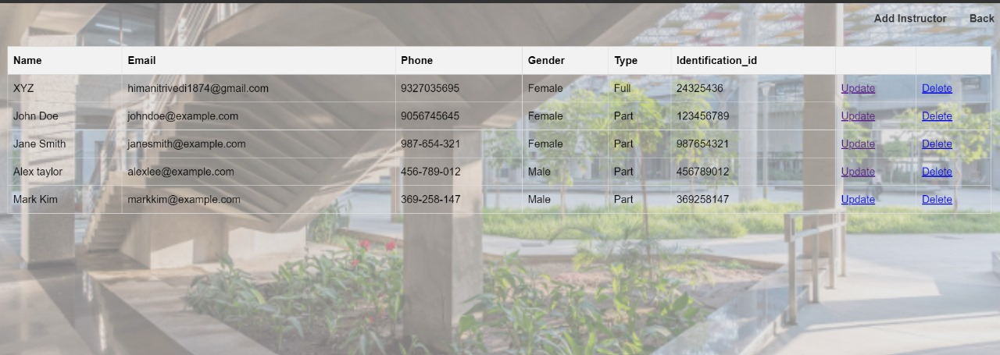 Add Instructor Back
Name Email Phone Gender Type Identification_id
XYZ himanitrivedi1874@gmail.com 9327035695 Female Full 24325436 Update Delete
John Doe johndoe@example.com 9056745645 Female Part 123456789 Update Delete
Jane Smith janesmith@example.com 987-654-321 Female Part 987654321 Update Delete
Alex taylor alexlee@example.com 456-789-012 Male Part 456789012 Update Delete
Mark Kim markkim@example.com 369-258-147 Male Part 369258147 Update Delete